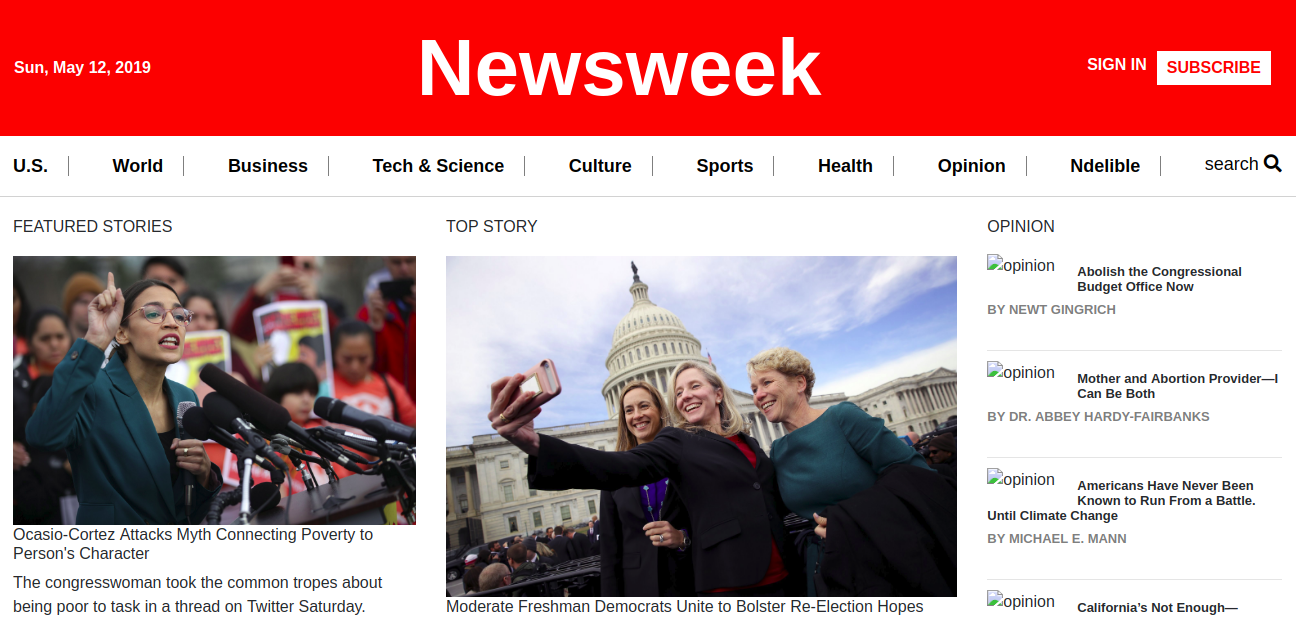 Sun, May 12, 2019
Newsweek
SIGN IN
SUBSCRIBE
U.S.
World
Business
Tech & Science
Culture
Sports
Health
Opinion
Ndelible
search
FEATURED STORIES
Ocasio-Cortez Attacks Myth Connecting Poverty to
Person's Character
The congresswoman took the common tropes about
being poor to task in a thread on Twitter Saturday.
TOP STORY
Moderate Freshman Democrats Unite to Bolster Re-Election Hopes
OPINION
opinion
Abolish the Congressional
Budget Office Now
BY NEWT GINGRICH
opinion
Mother and Abortion Provider—I
Can Be Both
BY DR. ABBEY HARDY-FAIRBANKS
opinion
Americans Have Never Been
Known to Run From a Battle.
Until Climate Change
BY MICHAEL E. MANN
opinion
California’s Not Enough—